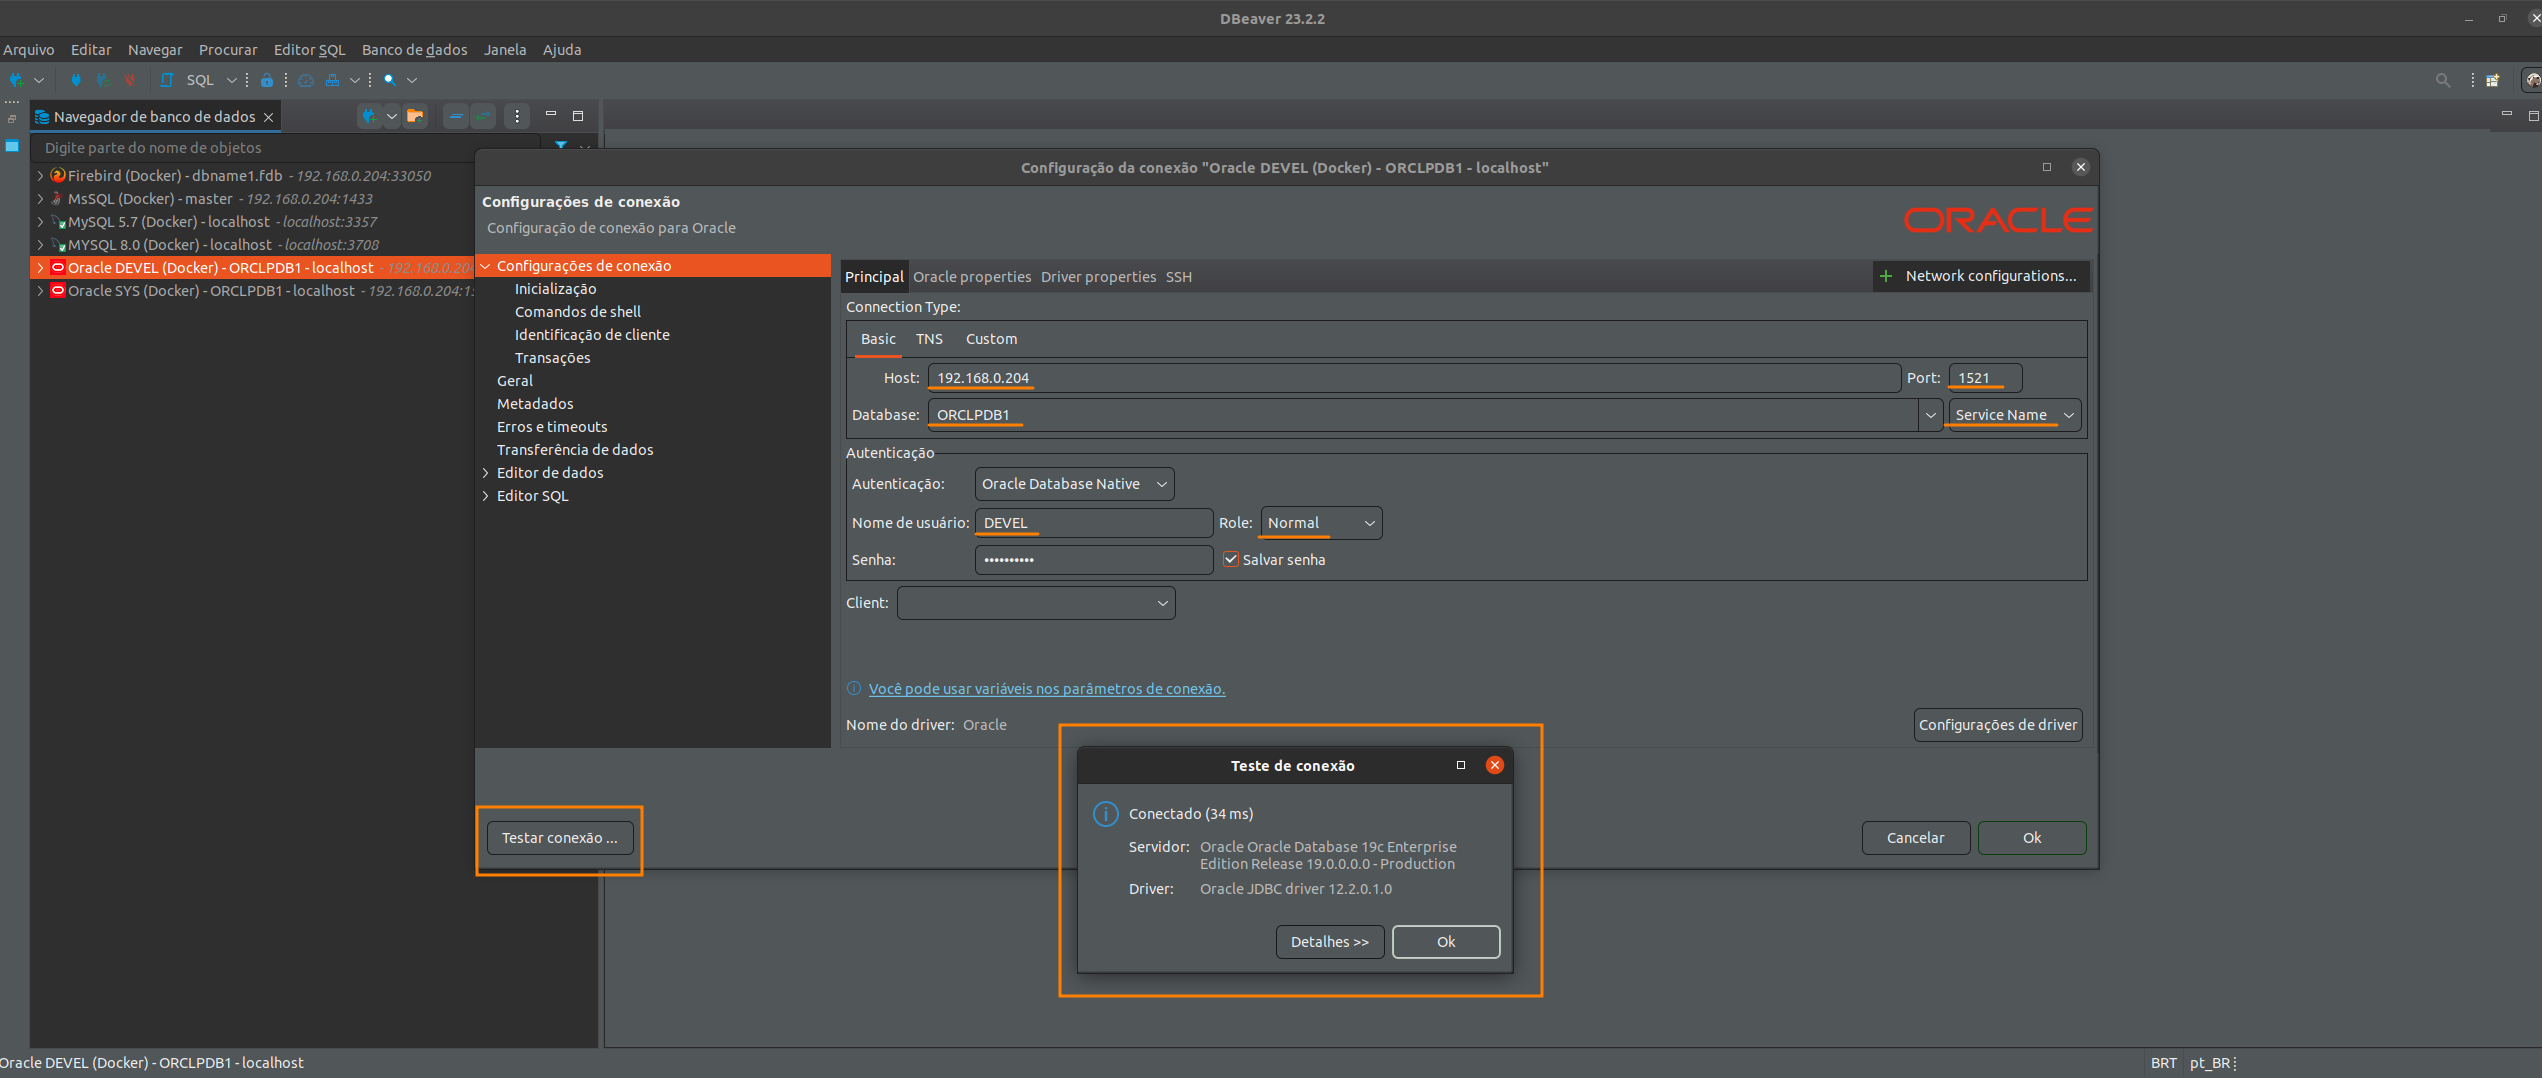 DBeaver 23.2.2
Arquivo Editar Navegar Procurar Editor SQL Banco de dados Janela Ajuda
SQL
Navegador de banco de dados
Digite parte do nome de objetos
Firebird (Docker) - dbname1.fdb - 192.168.0.204:33050
MsSQL (Docker) - master - 192.168.0.204:1433
MySQL 5.7 (Docker) - localhost - localhost:3357
MYSQL 8.0 (Docker) - localhost - localhost:3708
Oracle DEVEL (Docker) - ORCLPDB1 - localhost - 192.168.0.204
Oracle SYS (Docker) - ORCLPDB1 - localhost - 192.168.0.204:15
Configuração da conexão "Oracle DEVEL (Docker) - ORCLPDB1 - localhost"
Configurações de conexão
Configuração de conexão para Oracle
ORACLE
Configurações de conexão
Inicialização
Comandos de shell
Identificação de cliente
Transações
Geral
Metadados
Erros e timeouts
Transferência de dados
Editor de dados
Editor SQL
Principal Oracle properties Driver properties SSH
Network configurations...
Connection Type:
Basic TNS Custom
Host: 192.168.0.204 Port: 1521
Database: ORCLPDB1 Service Name
Autenticação
Autenticação: Oracle Database Native
Nome de usuário: DEVEL Role: Normal
Senha: •••••••••• Salvar senha
Client:
Você pode usar variáveis nos parâmetros de conexão.
Nome do driver: Oracle
Configurações de driver
Testar conexão ...
Cancelar Ok
Teste de conexão
Conectado (34 ms)
Servidor: Oracle Oracle Database 19c Enterprise
Edition Release 19.0.0.0.0 - Production
Driver: Oracle JDBC driver 12.2.0.1.0
Detalhes >> Ok
Oracle DEVEL (Docker) - ORCLPDB1 - localhost
BRT pt_BR